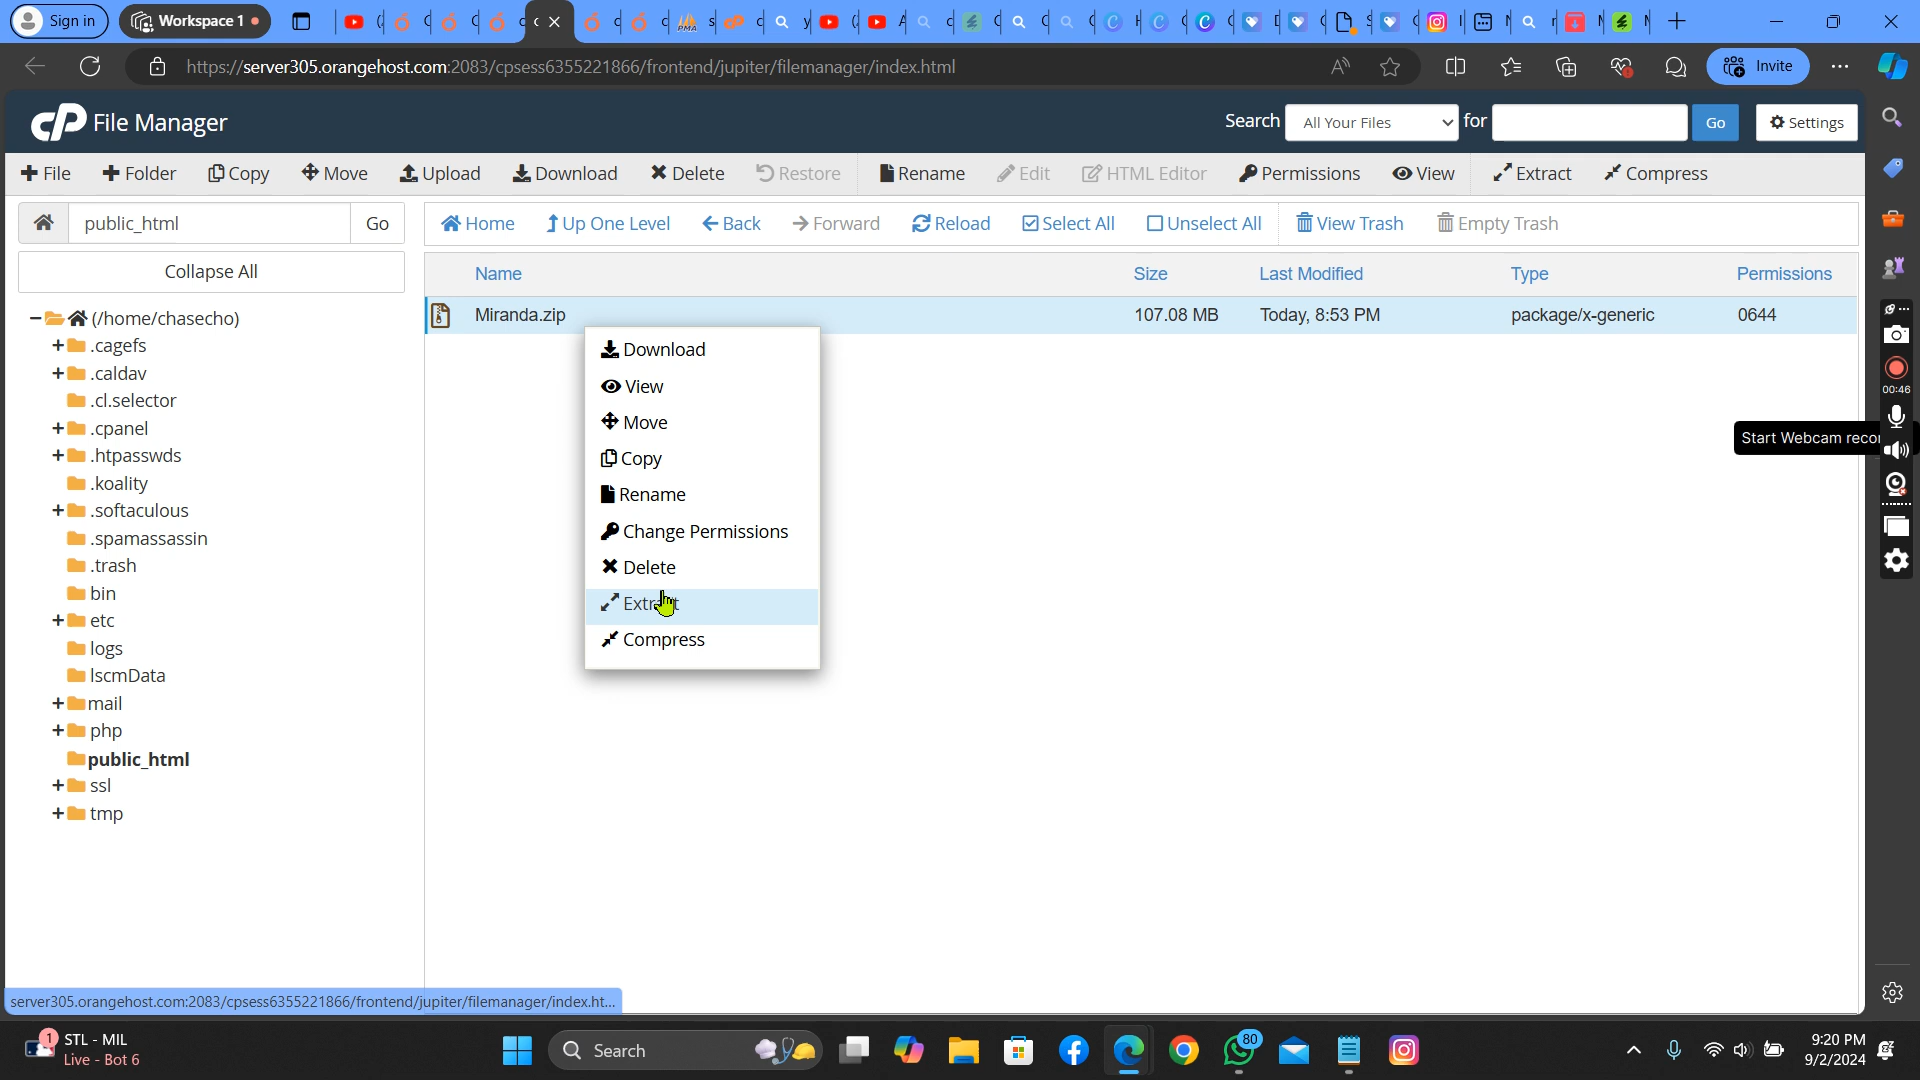 Sign in
Workspace 1
https://server305.orangehost.com:2083/cpsess6355221866/frontend/jupiter/filemanager/index.html
Invite
cP File Manager
Search All Your Files for Go Settings
File Folder Copy Move Upload Download Delete Restore Rename Edit HTML Editor Permissions View Extract Compress
public_html Go
Home Up One Level Back Forward Reload Select All Unselect All View Trash Empty Trash
Collapse All
Name Size Last Modified Type Permissions
Miranda.zip 107.08 MB Today, 8:53 PM package/x-generic 0644
(/home/chasecho)
.cagefs
.caldav
.cl.selector
.cpanel
.htpasswds
.koality
.softaculous
.spamassassin
.trash
bin
etc
logs
lscmData
mail
php
public_html
ssl
tmp
Download
View
Move
Copy
Rename
Change Permissions
Delete
Extract
Compress
00:46
Start Webcam recor
server305.orangehost.com:2083/cpsess6355221866/frontend/jupiter/filemanager/index.ht...
1
STL - MIL
Live - Bot 6
Search
80
9:20 PM
9/2/2024